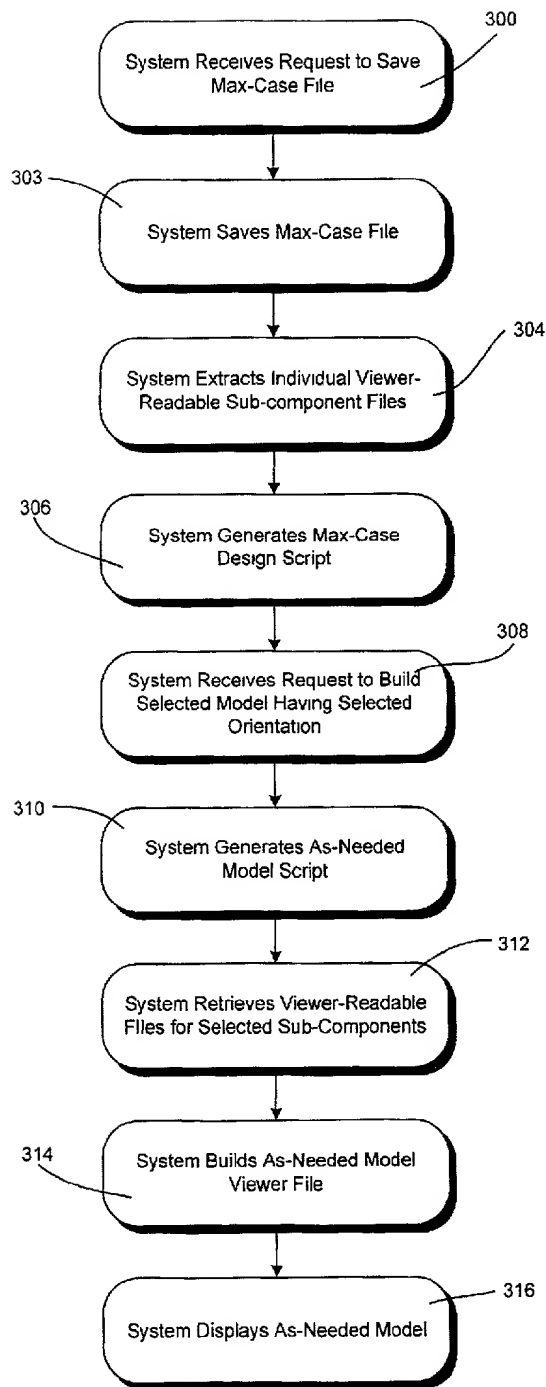 300
System Receives Request to Save
Max-Case File
303
System Saves Max-Case File
304
System Extracts Individual Viewer-
Readable Sub-component Files
306
System Generates Max-Case
Design Script
308
System Receives Request to Build
Selected Model Having Selected
Orientation
310
System Generates As-Needed
Model Script
312
System Retrieves Viewer-Readable
Files for Selected Sub-Components
314
System Builds As-Needed Model
Viewer File
316
System Displays As-Needed Model